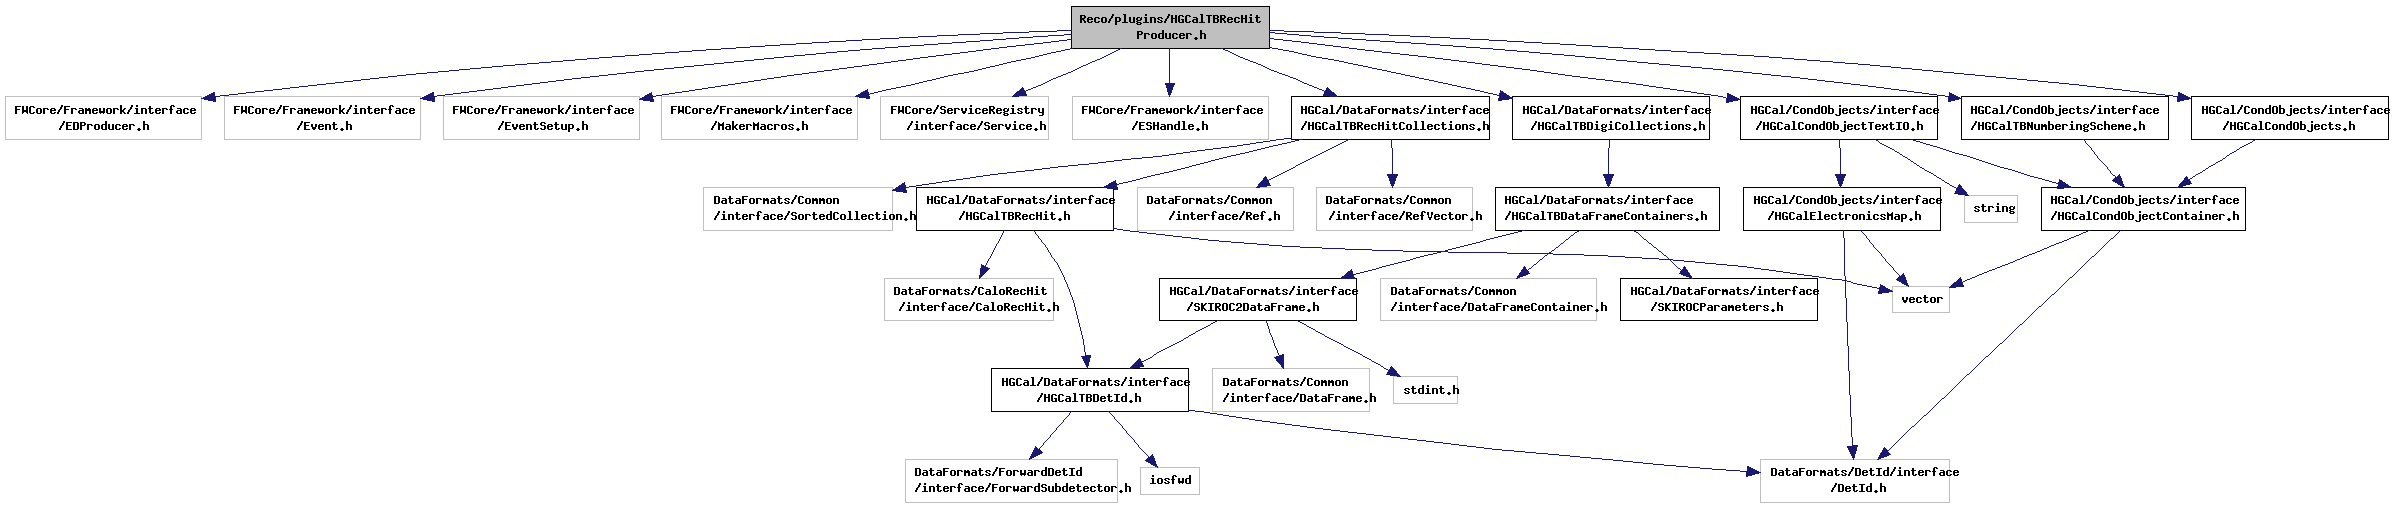 Reco/plugins/HGCalTBRecHit
Producer.h
FWCore/Framework/interface
/EDProducer.h
FWCore/Framework/interface
/Event.h
FWCore/Framework/interface
/EventSetup.h
FWCore/Framework/interface
/MakerMacros.h
FWCore/ServiceRegistry
/interface/Service.h
FWCore/Framework/interface
/ESHandle.h
HGCal/DataFormats/interface
/HGCalTBRecHitCollections.h
HGCal/DataFormats/interface
/HGCalTBDigiCollections.h
HGCal/CondObjects/interface
/HGCalCondObjectTextIO.h
HGCal/CondObjects/interface
/HGCalTBNumberingScheme.h
HGCal/CondObjects/interface
/HGCalCondObjects.h
DataFormats/Common
/interface/SortedCollection.h
HGCal/DataFormats/interface
/HGCalTBRecHit.h
DataFormats/Common
/interface/Ref.h
DataFormats/Common
/interface/RefVector.h
HGCal/DataFormats/interface
/HGCalTBDataFrameContainers.h
HGCal/CondObjects/interface
/HGCalElectronicsMap.h
string
HGCal/CondObjects/interface
/HGCalCondObjectContainer.h
DataFormats/CaloRecHit
/interface/CaloRecHit.h
HGCal/DataFormats/interface
/SKIROC2DataFrame.h
DataFormats/Common
/interface/DataFrameContainer.h
HGCal/DataFormats/interface
/SKIROCParameters.h
vector
HGCal/DataFormats/interface
/HGCalTBDetId.h
DataFormats/Common
/interface/DataFrame.h
stdint.h
DataFormats/ForwardDetId
/interface/ForwardSubdetector.h
iosfwd
DataFormats/DetId/interface
/DetId.h